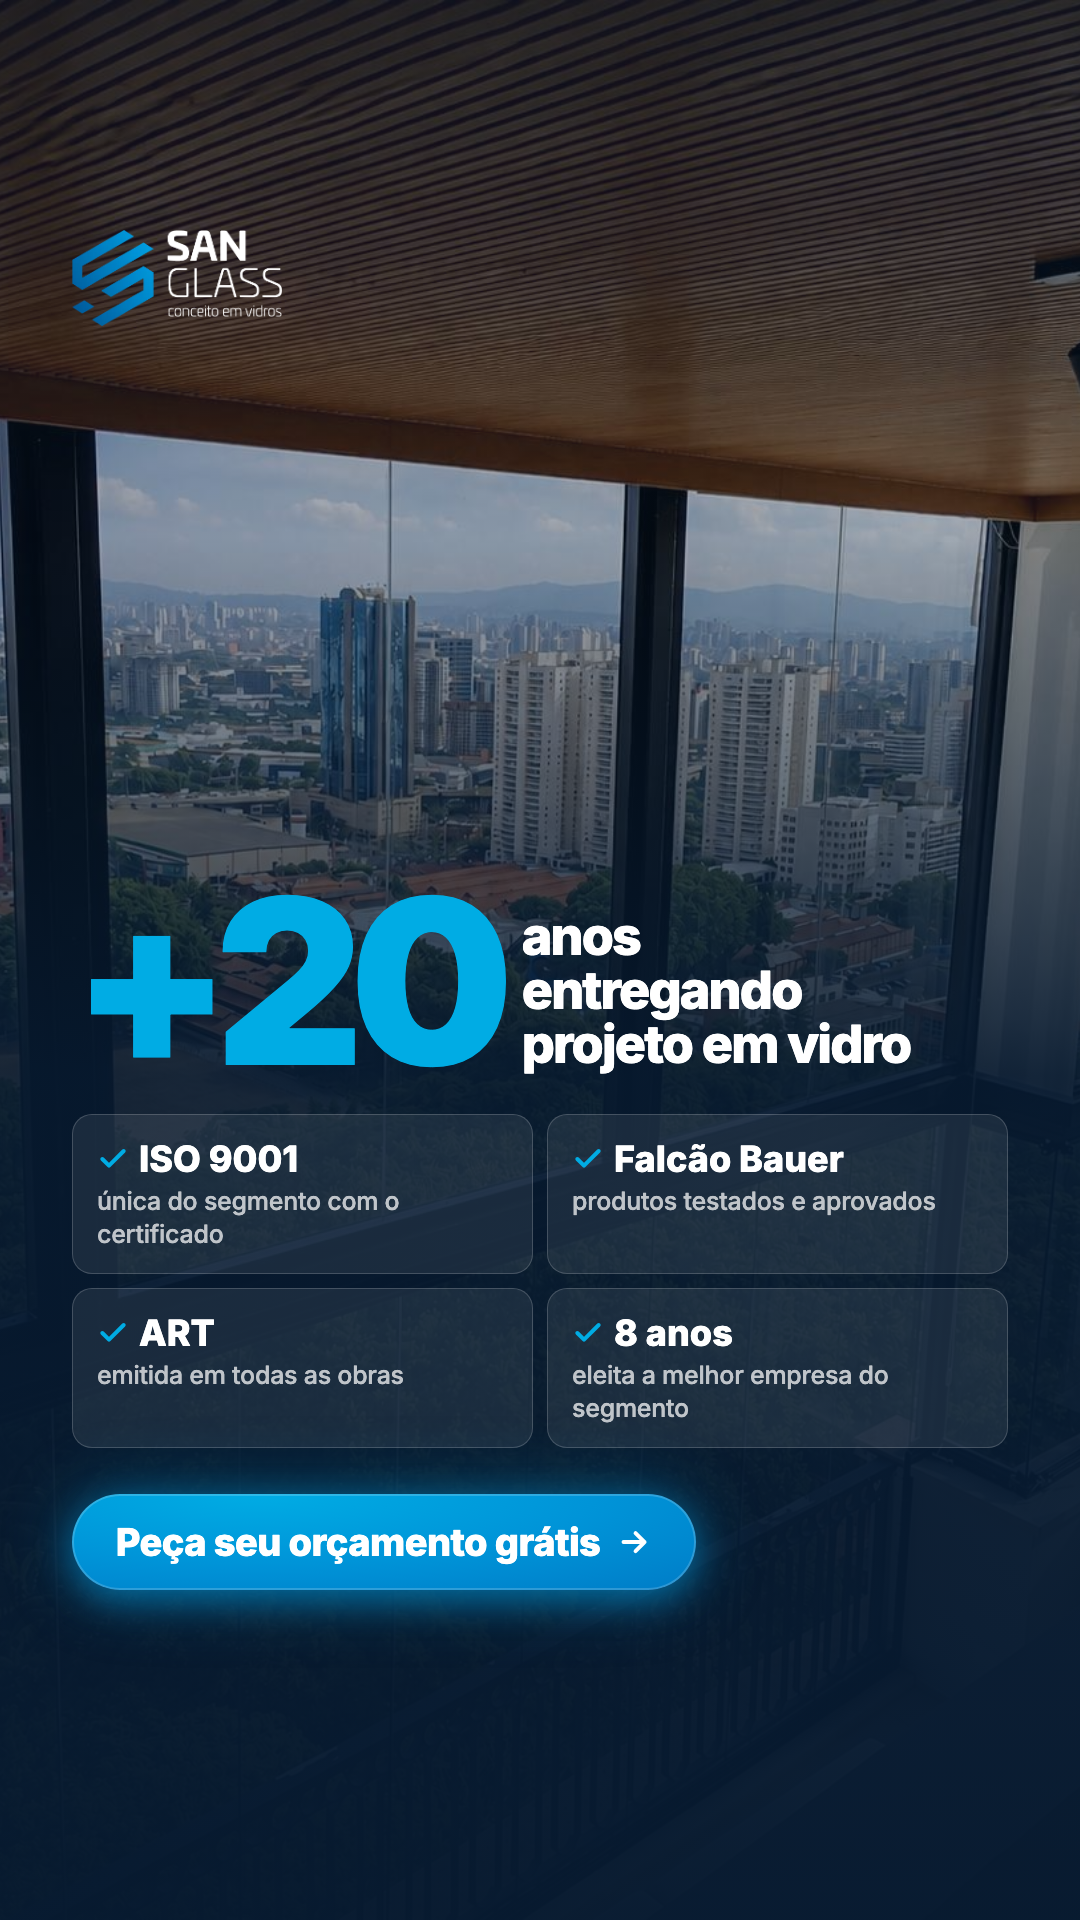 SAN
GLASS
conceito em vidros
+20
anos
entregando
projeto em vidro
ISO 9001
única do segmento com o
certificado
Falcão Bauer
produtos testados e aprovados
ART
emitida em todas as obras
8 anos
eleita a melhor empresa do
segmento
Peça seu orçamento grátis →